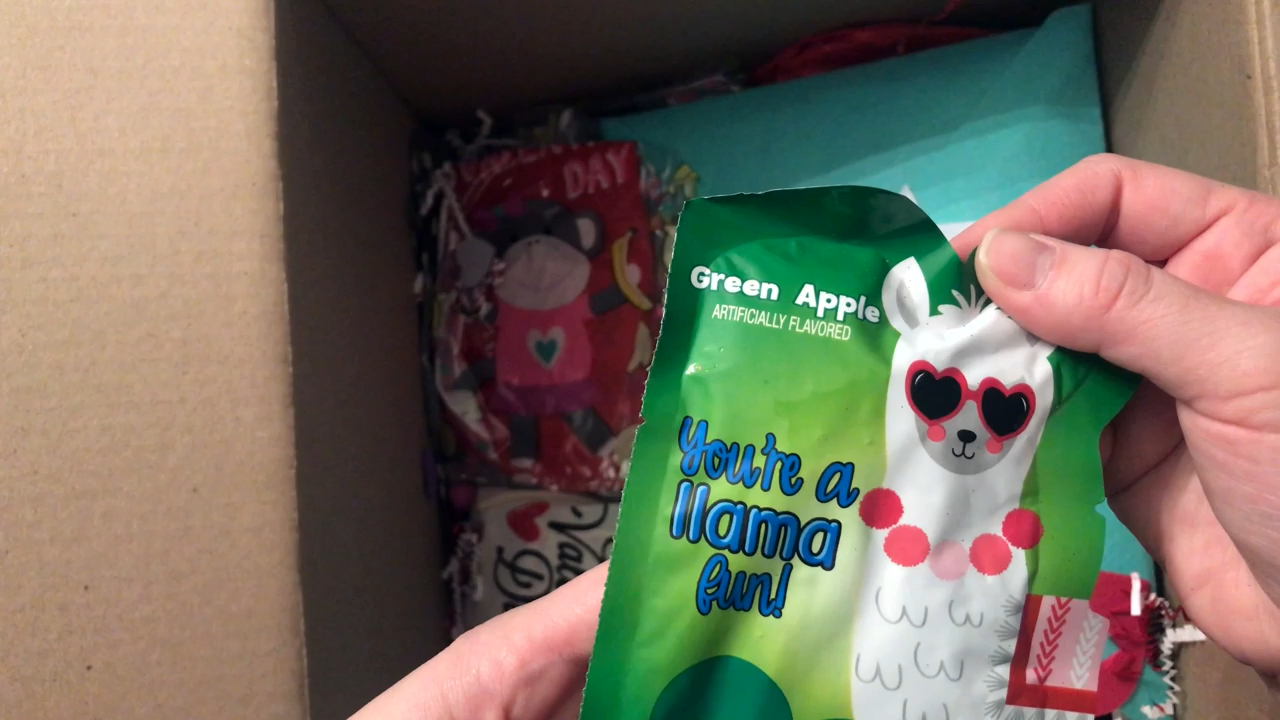 DAY
Green Apple
ARTIFICIALLY FLAVORED
You're a
llama
fun!